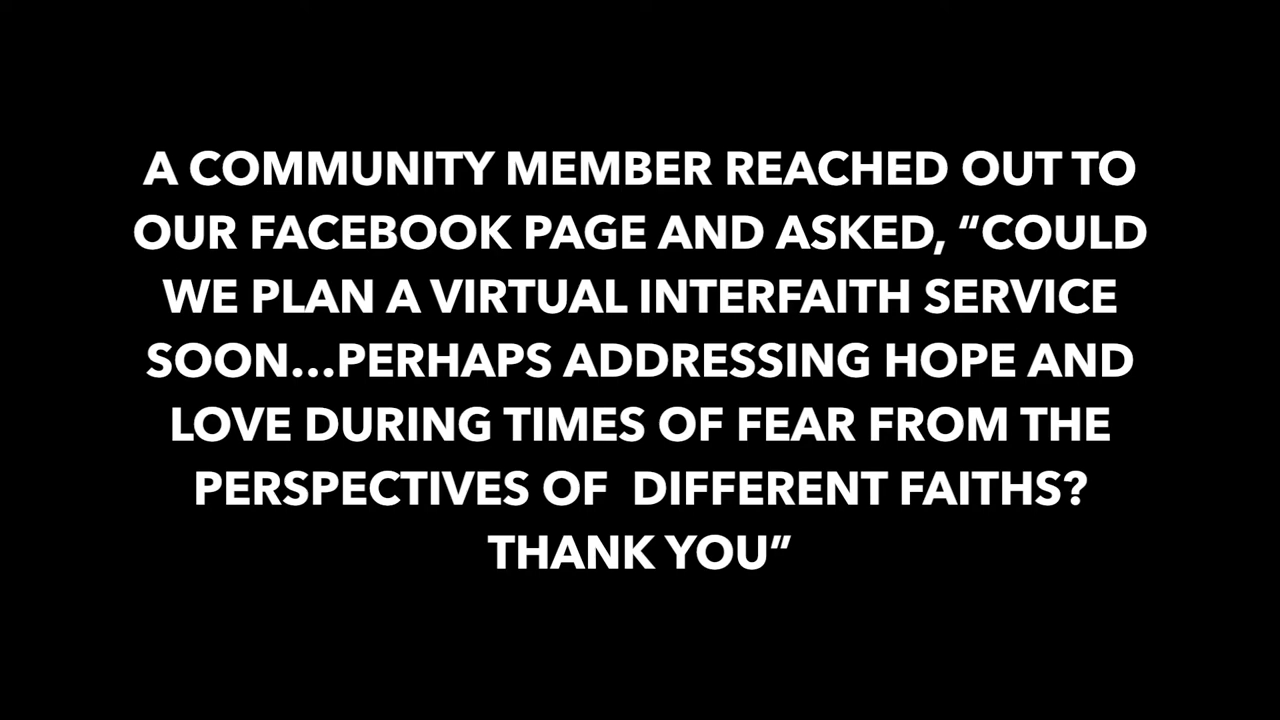 A COMMUNITY MEMBER REACHED OUT TO
OUR FACEBOOK PAGE AND ASKED, “COULD
WE PLAN A VIRTUAL INTERFAITH SERVICE
SOON...PERHAPS ADDRESSING HOPE AND
LOVE DURING TIMES OF FEAR FROM THE
PERSPECTIVES OF  DIFFERENT FAITHS?
THANK YOU”